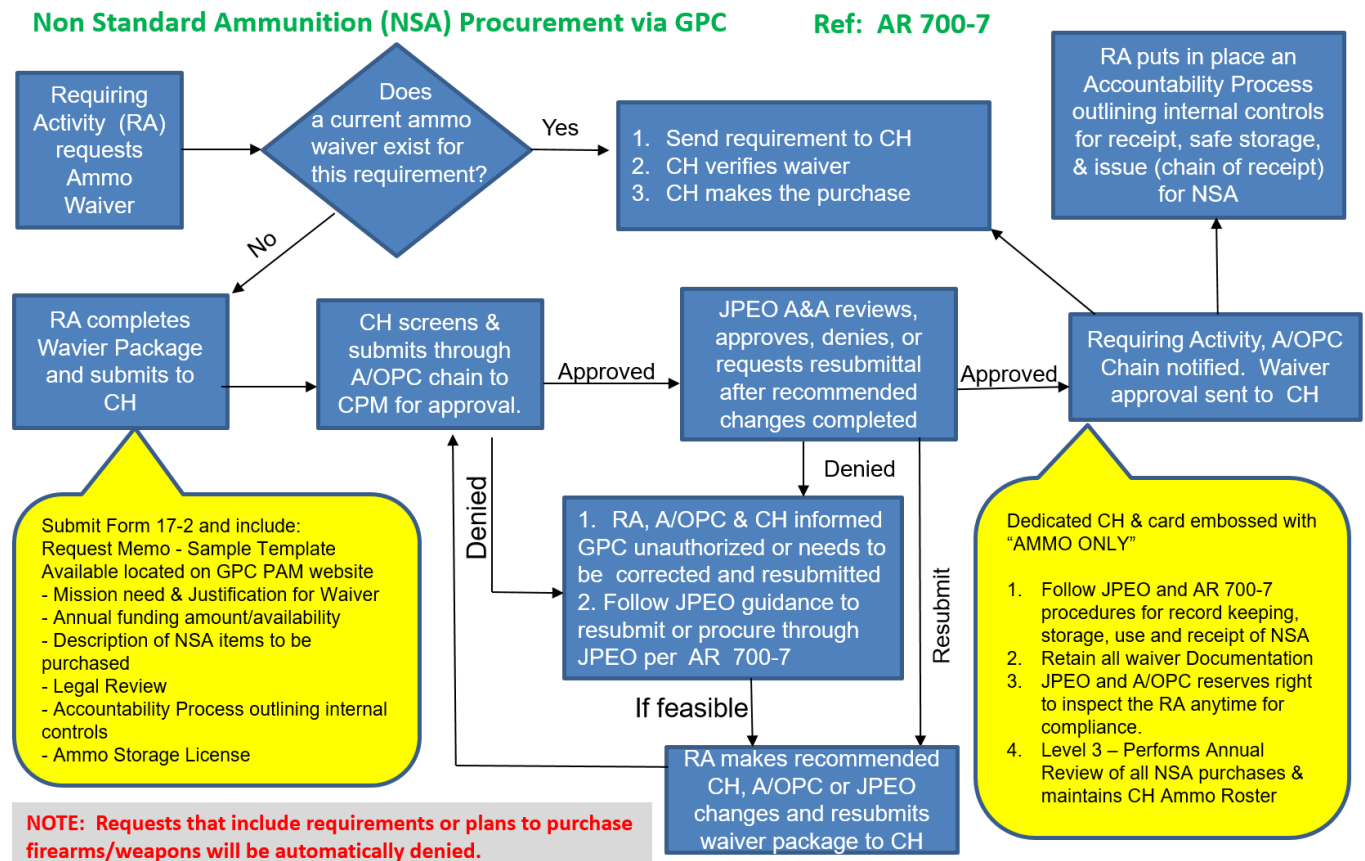 Non Standard Ammunition (NSA) Procurement via GPC
Ref: AR 700-7
Requiring
Activity (RA)
requests
Ammo
Waiver
Does
a current ammo
waiver exist for
this requirement?
Yes
No
1. Send requirement to CH
2. CH verifies waiver
3. CH makes the purchase
RA puts in place an
Accountability Process
outlining internal controls
for receipt, safe storage,
& issue (chain of receipt)
for NSA
RA completes
Wavier Package
and submits to
CH
CH screens &
submits through
A/OPC chain to
CPM for approval.
Approved
JPEO A&A reviews,
approves, denies, or
requests resubmittal
after recommended
changes completed
Approved
Requiring Activity, A/OPC
Chain notified. Waiver
approval sent to CH
Denied
Denied
Resubmit
1. RA, A/OPC & CH informed
GPC unauthorized or needs to
be corrected and resubmitted
2. Follow JPEO guidance to
resubmit or procure through
JPEO per AR 700-7
If feasible
RA makes recommended
CH, A/OPC or JPEO
changes and resubmits
waiver package to CH
Submit Form 17-2 and include:
Request Memo - Sample Template
Available located on GPC PAM website
- Mission need & Justification for Waiver
- Annual funding amount/availability
- Description of NSA items to be
purchased
- Legal Review
- Accountability Process outlining internal
controls
- Ammo Storage License
Dedicated CH & card embossed with
“AMMO ONLY”
1. Follow JPEO and AR 700-7
procedures for record keeping,
storage, use and receipt of NSA
2. Retain all waiver Documentation
3. JPEO and A/OPC reserves right
to inspect the RA anytime for
compliance.
4. Level 3 – Performs Annual
Review of all NSA purchases &
maintains CH Ammo Roster
NOTE: Requests that include requirements or plans to purchase
firearms/weapons will be automatically denied.